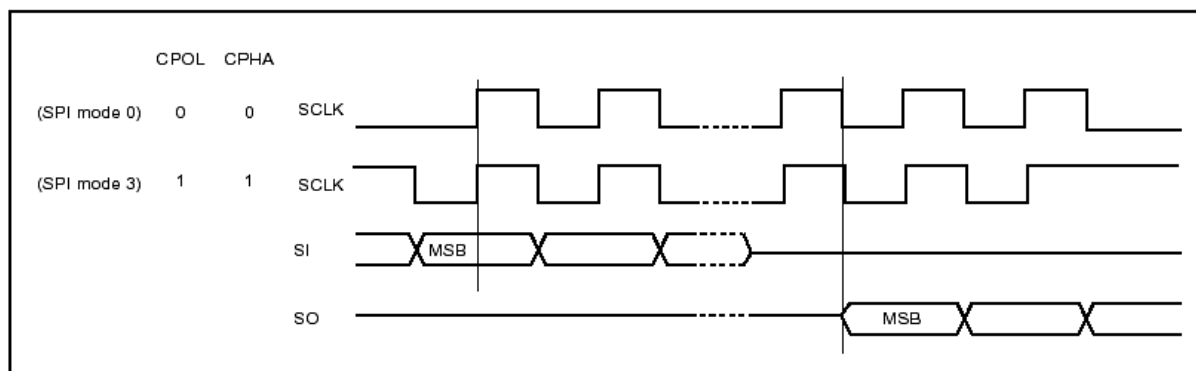 CPOL CPHA
(SPI mode 0) 0 0 SCLK
(SPI mode 3) 1 1 SCLK
SI MSB
SO MSB